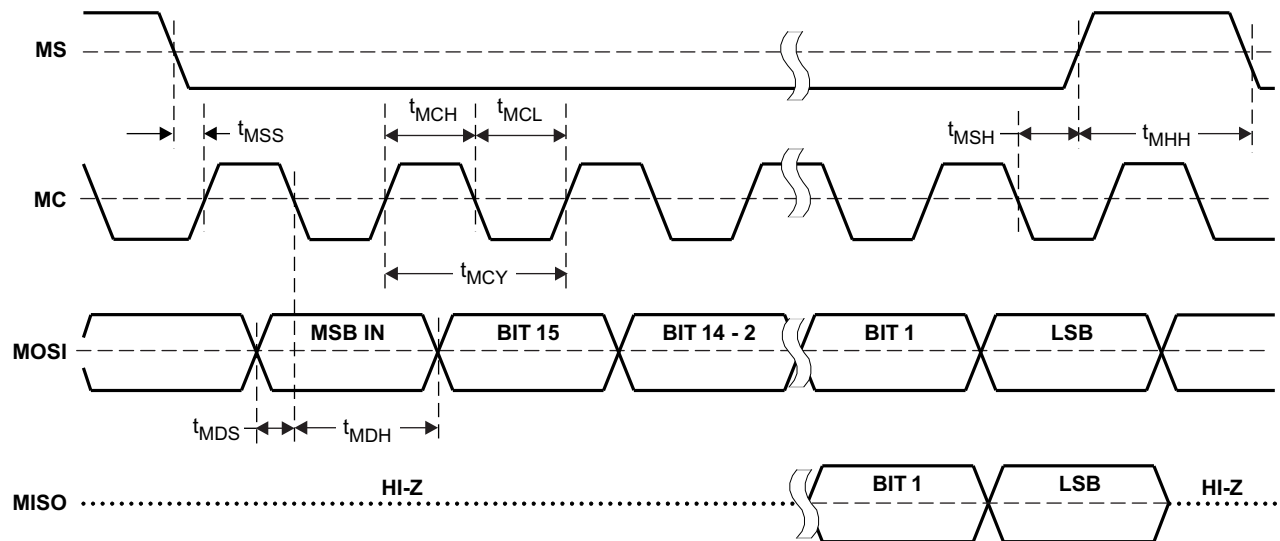 MS
tMCH tMCL
tMSS
tMSH
tMHH
MC
tMCY
MSB IN BIT 15 BIT 14 - 2 BIT 1 LSB
MOSI
tMDS
tMDH
HI-Z BIT 1 LSB HI-Z
MISO